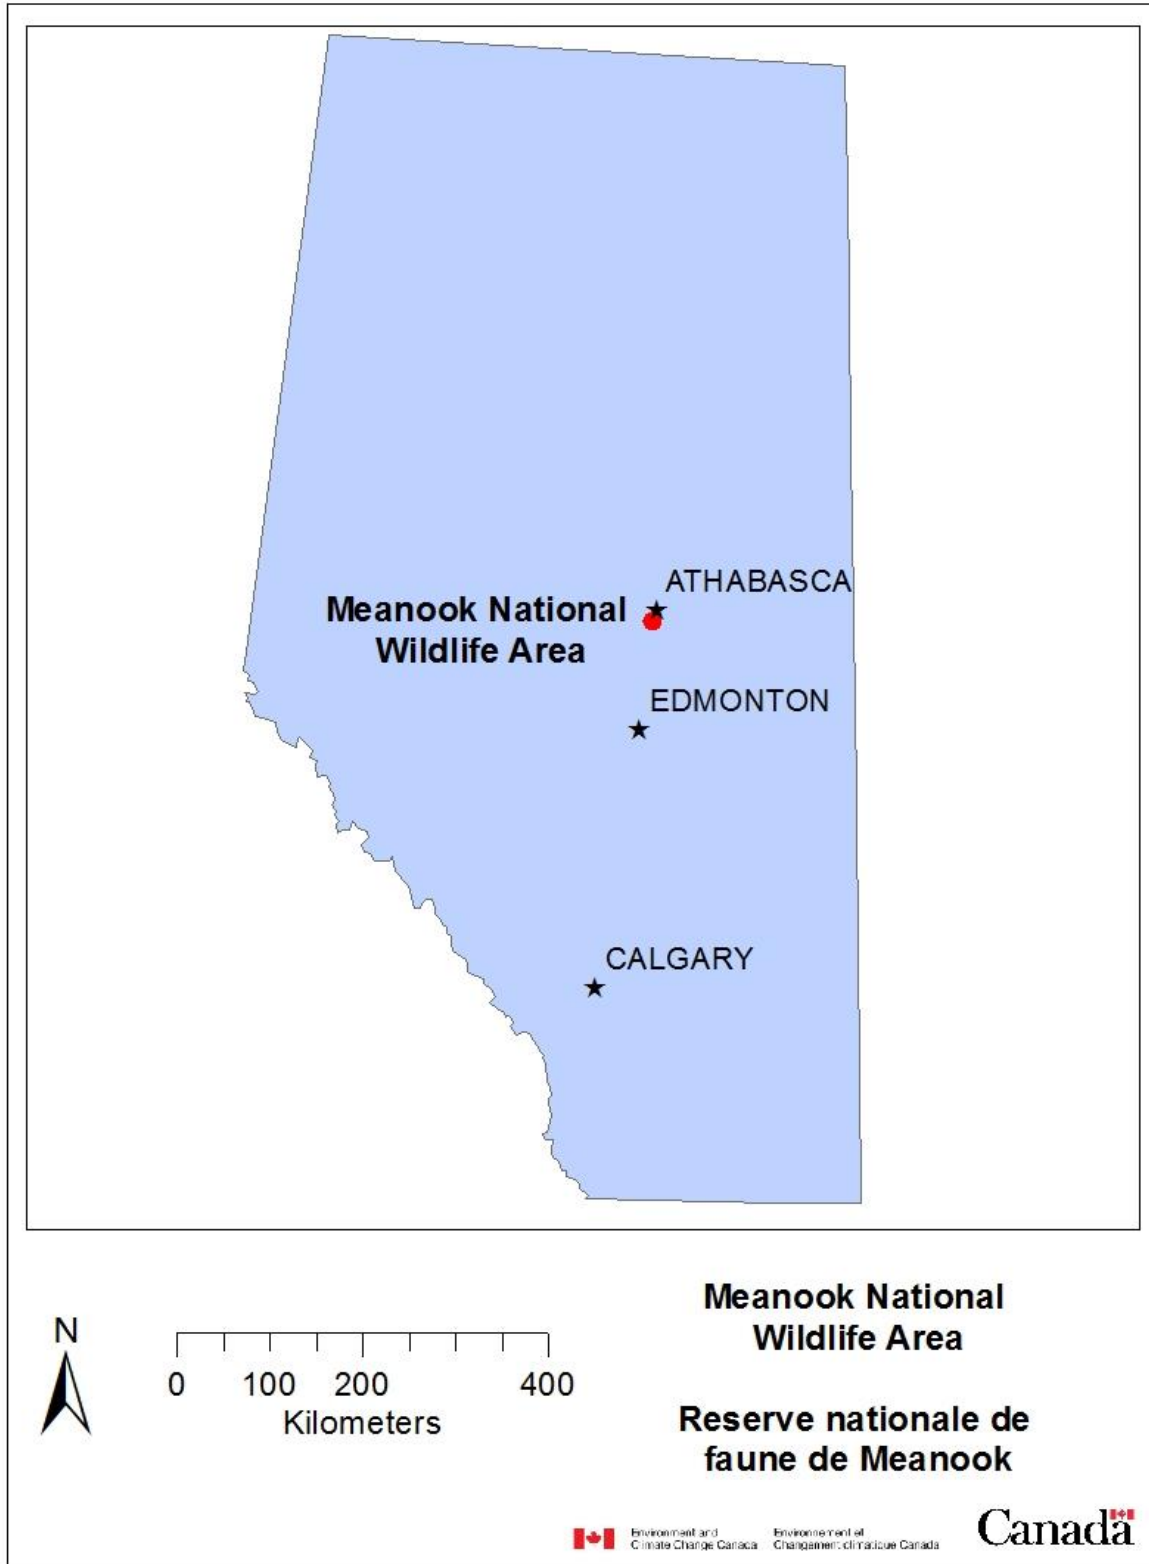 ATHABASCA
Meanook National
Wildlife Area
EDMONTON
CALGARY
Meanook National
Wildlife Area
N
0 100 200 400
Kilometers
Reserve nationale de
faune de Meanook
Environment and
Climate Change Canada
Environnement et
Changement climatique Canada
Canada